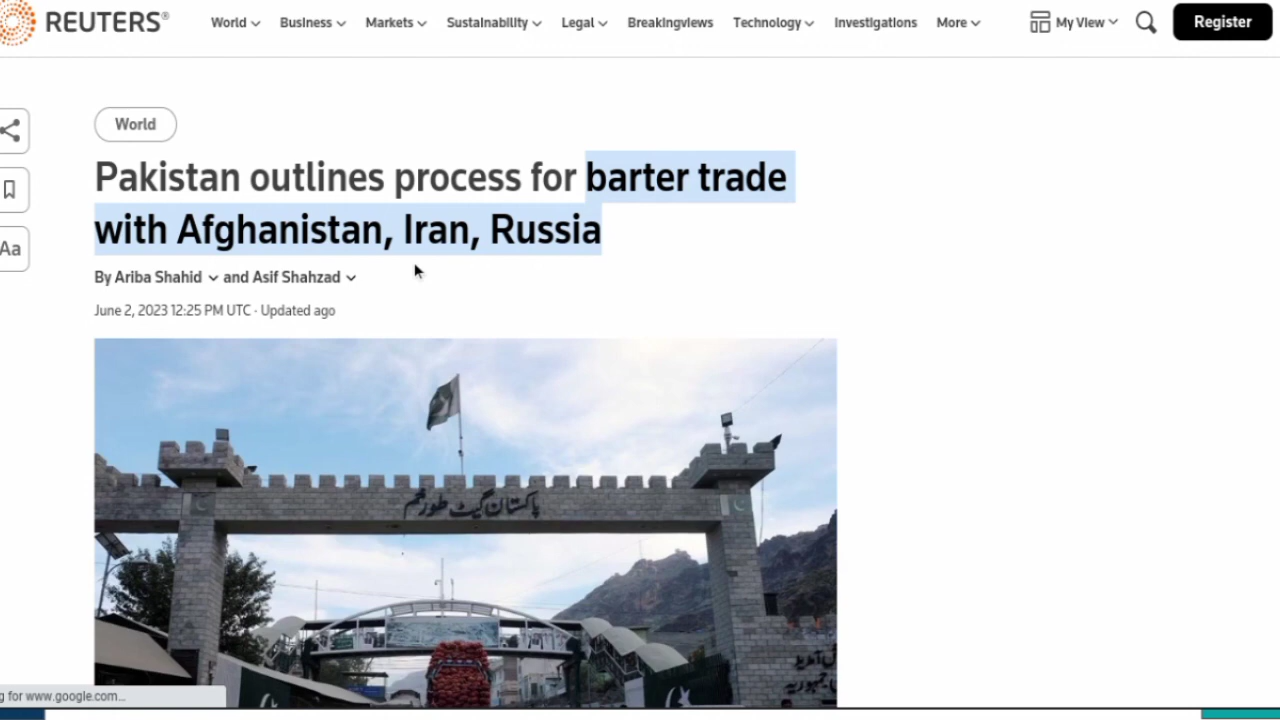 REUTERS®
World Business Markets Sustainability Legal Breakingviews Technology Investigations More My View Register
World
Pakistan outlines process for barter trade
with Afghanistan, Iran, Russia
By Ariba Shahid and Asif Shahzad
June 2, 2023 12:25 PM UTC · Updated ago
Aa
پاکستان گیٹ طورخم
g for www.google.com...